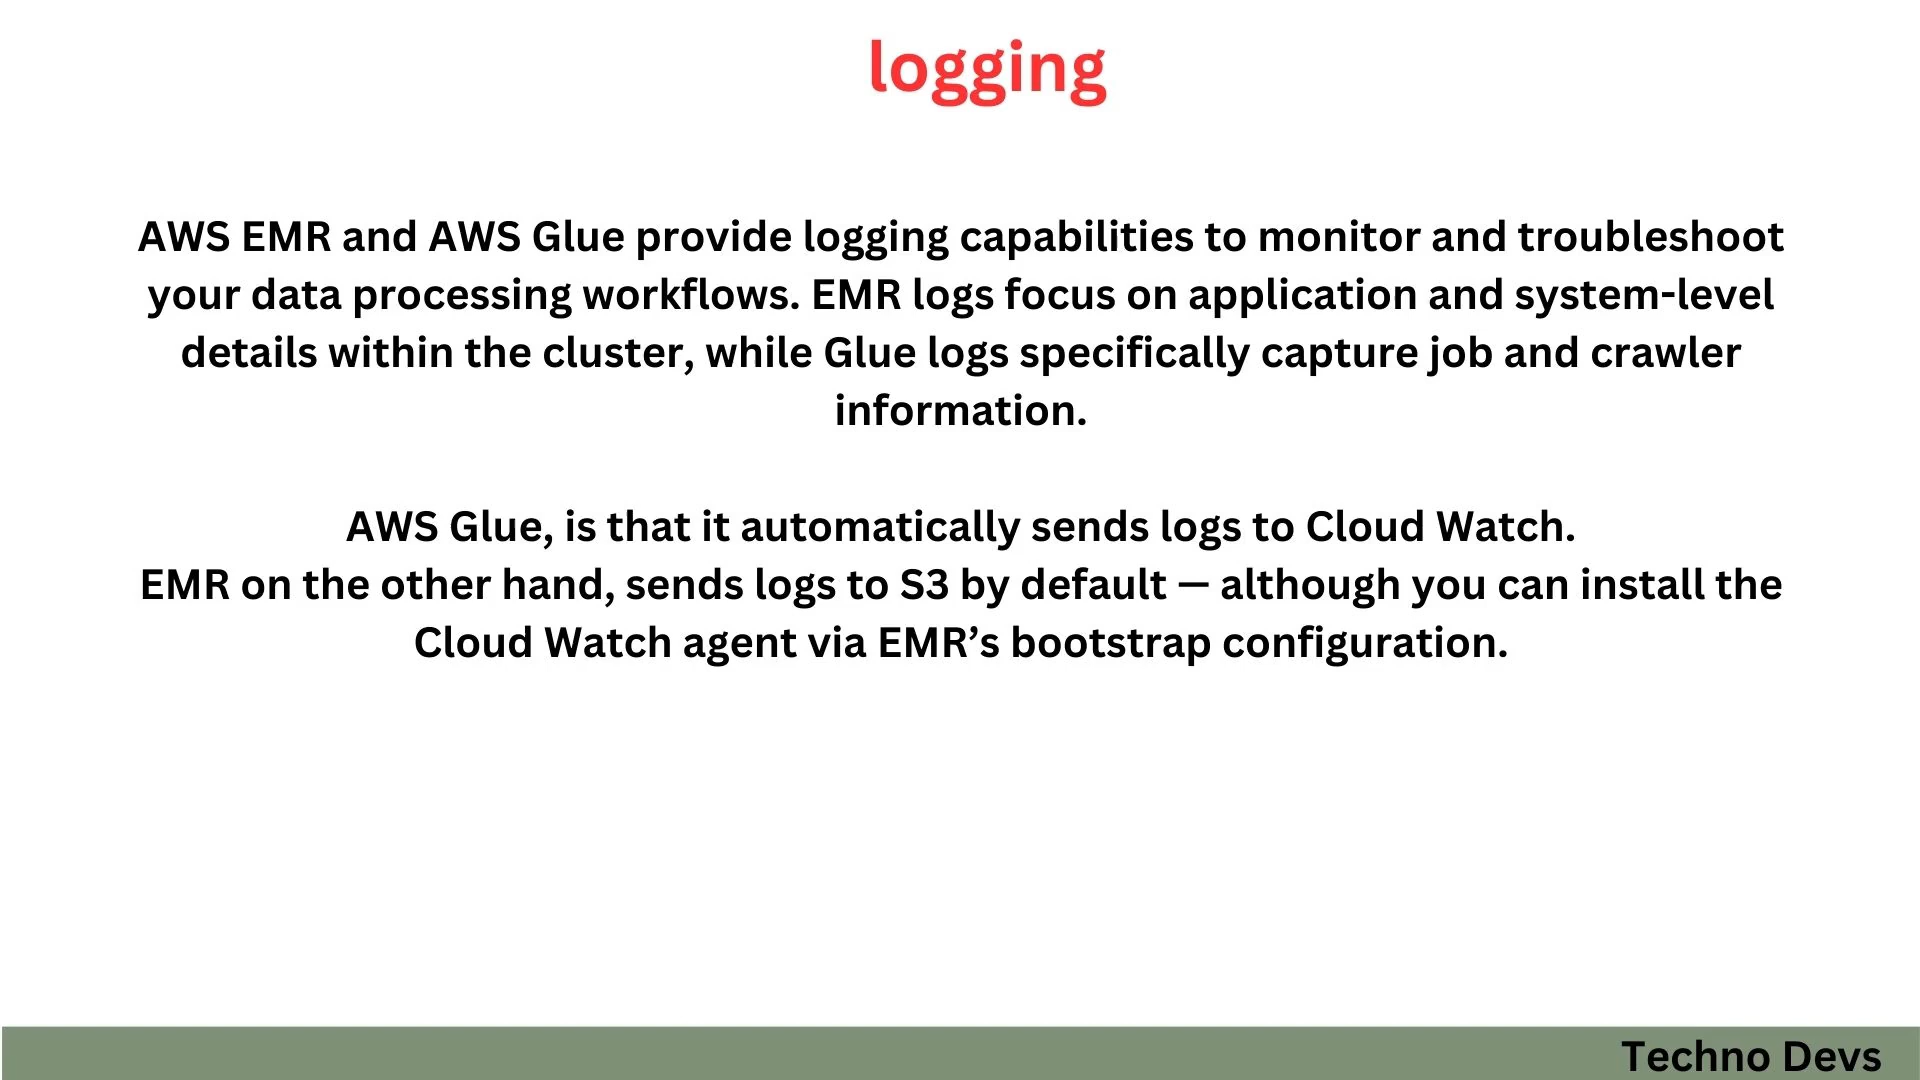 logging
AWS EMR and AWS Glue provide logging capabilities to monitor and troubleshoot
your data processing workflows. EMR logs focus on application and system-level
details within the cluster, while Glue logs specifically capture job and crawler
information.
AWS Glue, is that it automatically sends logs to Cloud Watch.
EMR on the other hand, sends logs to S3 by default — although you can install the
Cloud Watch agent via EMR’s bootstrap configuration.
Techno Devs